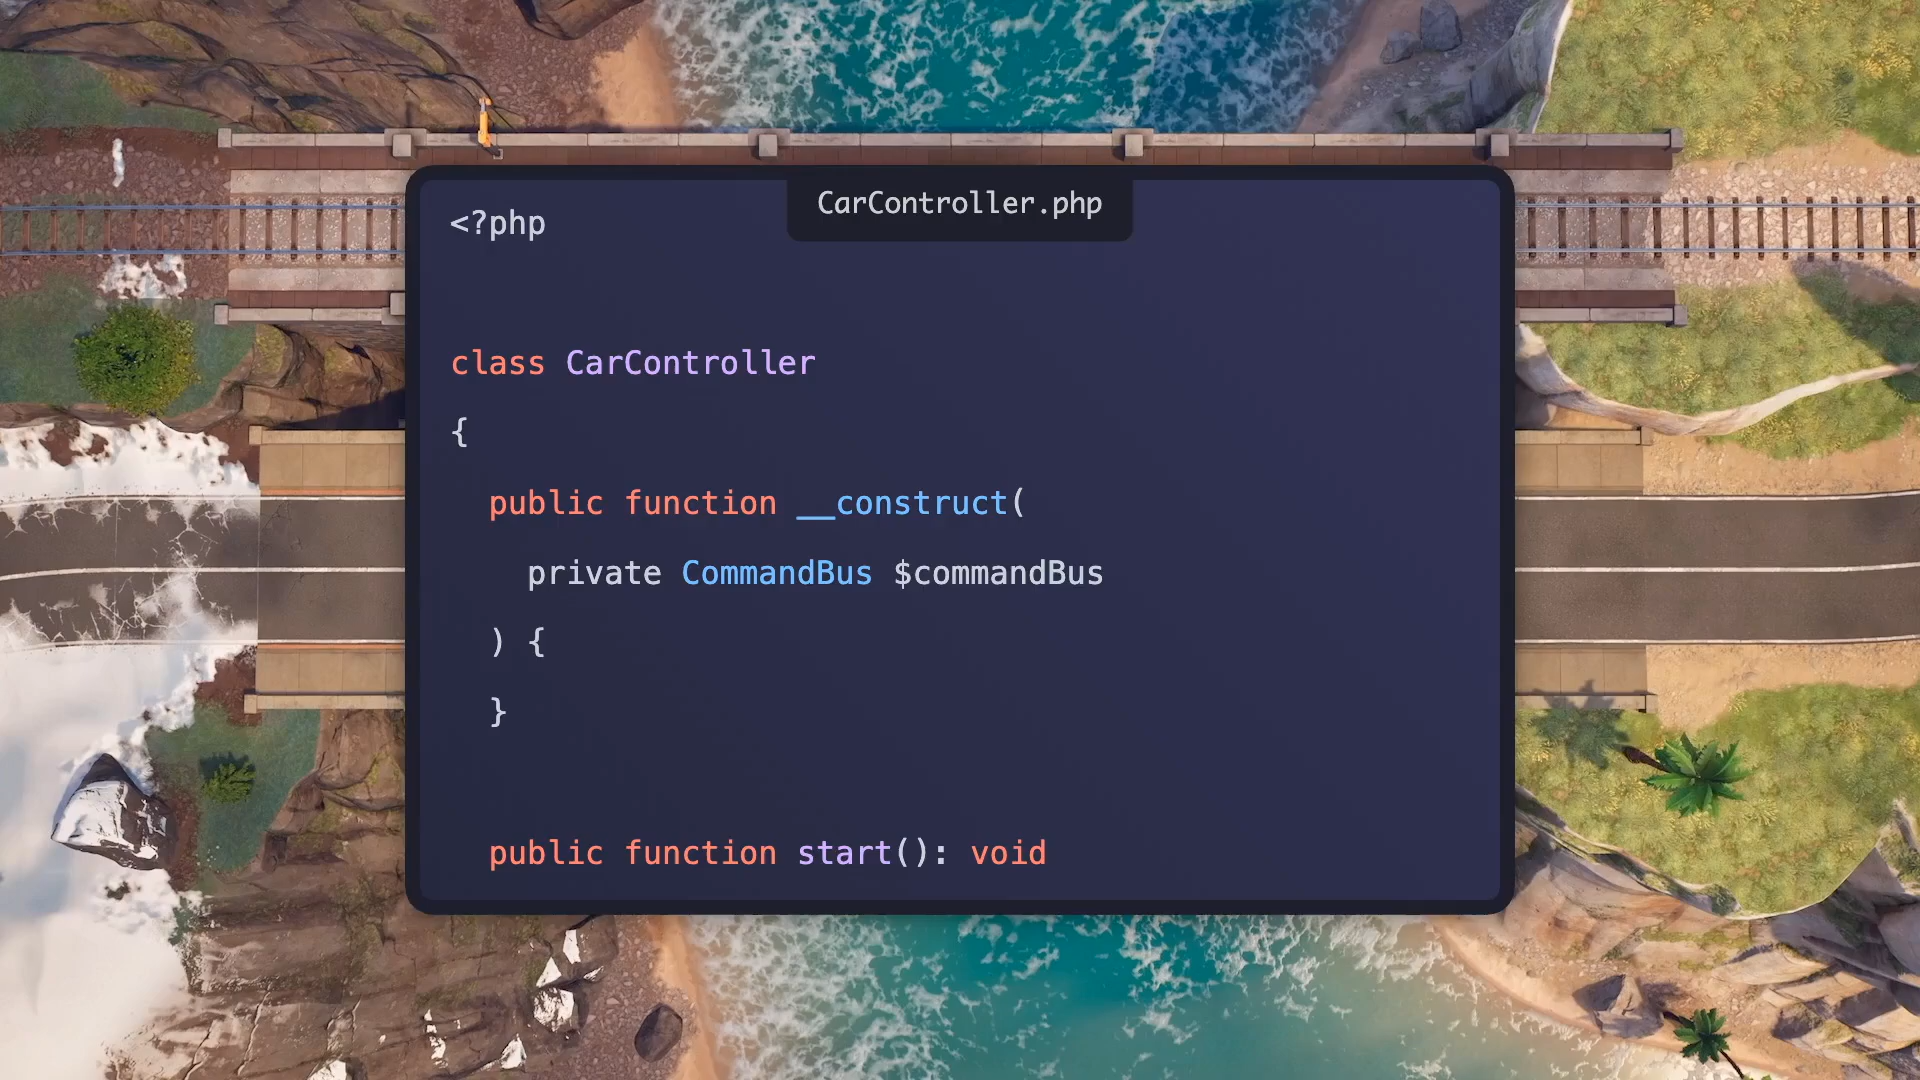 CarController.php
<?php
class CarController
{
public function __construct(
private CommandBus $commandBus
) {
}
public function start(): void